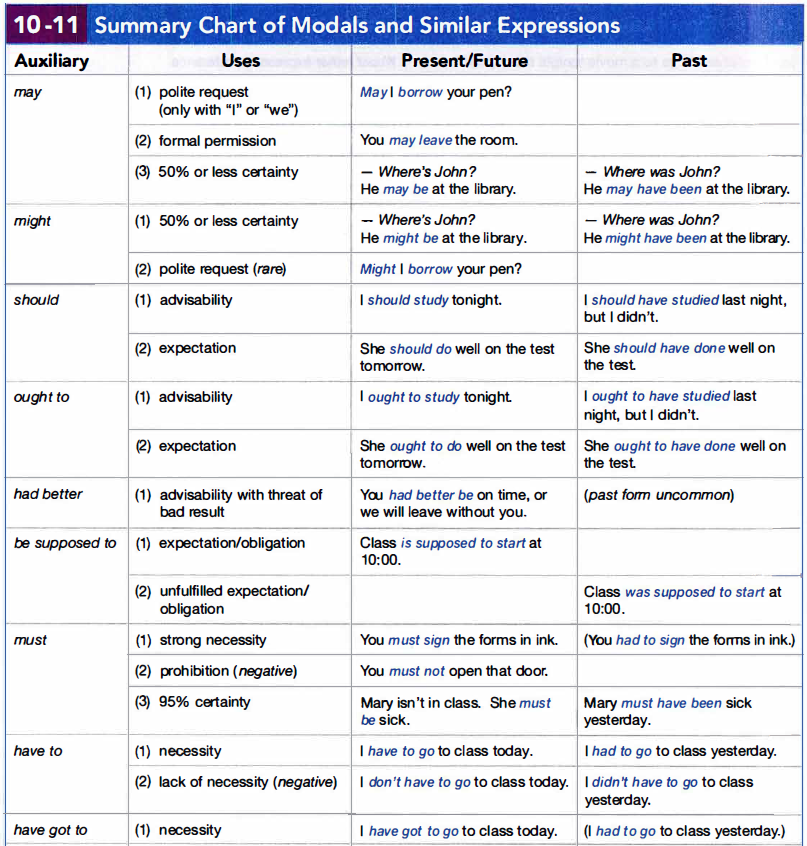 10-11 Summary Chart of Modals and Similar Expressions
Auxiliary Uses Present/Future Past
may (1) polite request May I borrow your pen?
(only with “I” or “we”)
(2) formal permission You may leave the room.
(3) 50% or less certainty — Where's John? — Where was John?
He may be at the library. He may have been at the library.
might (1) 50% or less certainty — Where's John? — Where was John?
He might be at the library. He might have been at the library.
(2) polite request (rare) Might I borrow your pen?
should (1) advisability I should study tonight. I should have studied last night,
but I didn't.
(2) expectation She should do well on the test She should have done well on
tomorrow. the test.
ought to (1) advisability I ought to study tonight. I ought to have studied last
night, but I didn't.
(2) expectation She ought to do well on the test She ought to have done well on
tomorrow. the test.
had better (1) advisability with threat of You had better be on time, or (past form uncommon)
bad result we will leave without you.
be supposed to (1) expectation/obligation Class is supposed to start at
10:00.
(2) unfulfilled expectation/ Class was supposed to start at
obligation 10:00.
must (1) strong necessity You must sign the forms in ink. (You had to sign the forms in ink.)
(2) prohibition (negative) You must not open that door.
(3) 95% certainty Mary isn't in class. She must Mary must have been sick
be sick. yesterday.
have to (1) necessity I have to go to class today. I had to go to class yesterday.
(2) lack of necessity (negative) I don't have to go to class today. I didn't have to go to class
yesterday.
have got to (1) necessity I have got to go to class today. (I had to go to class yesterday.)